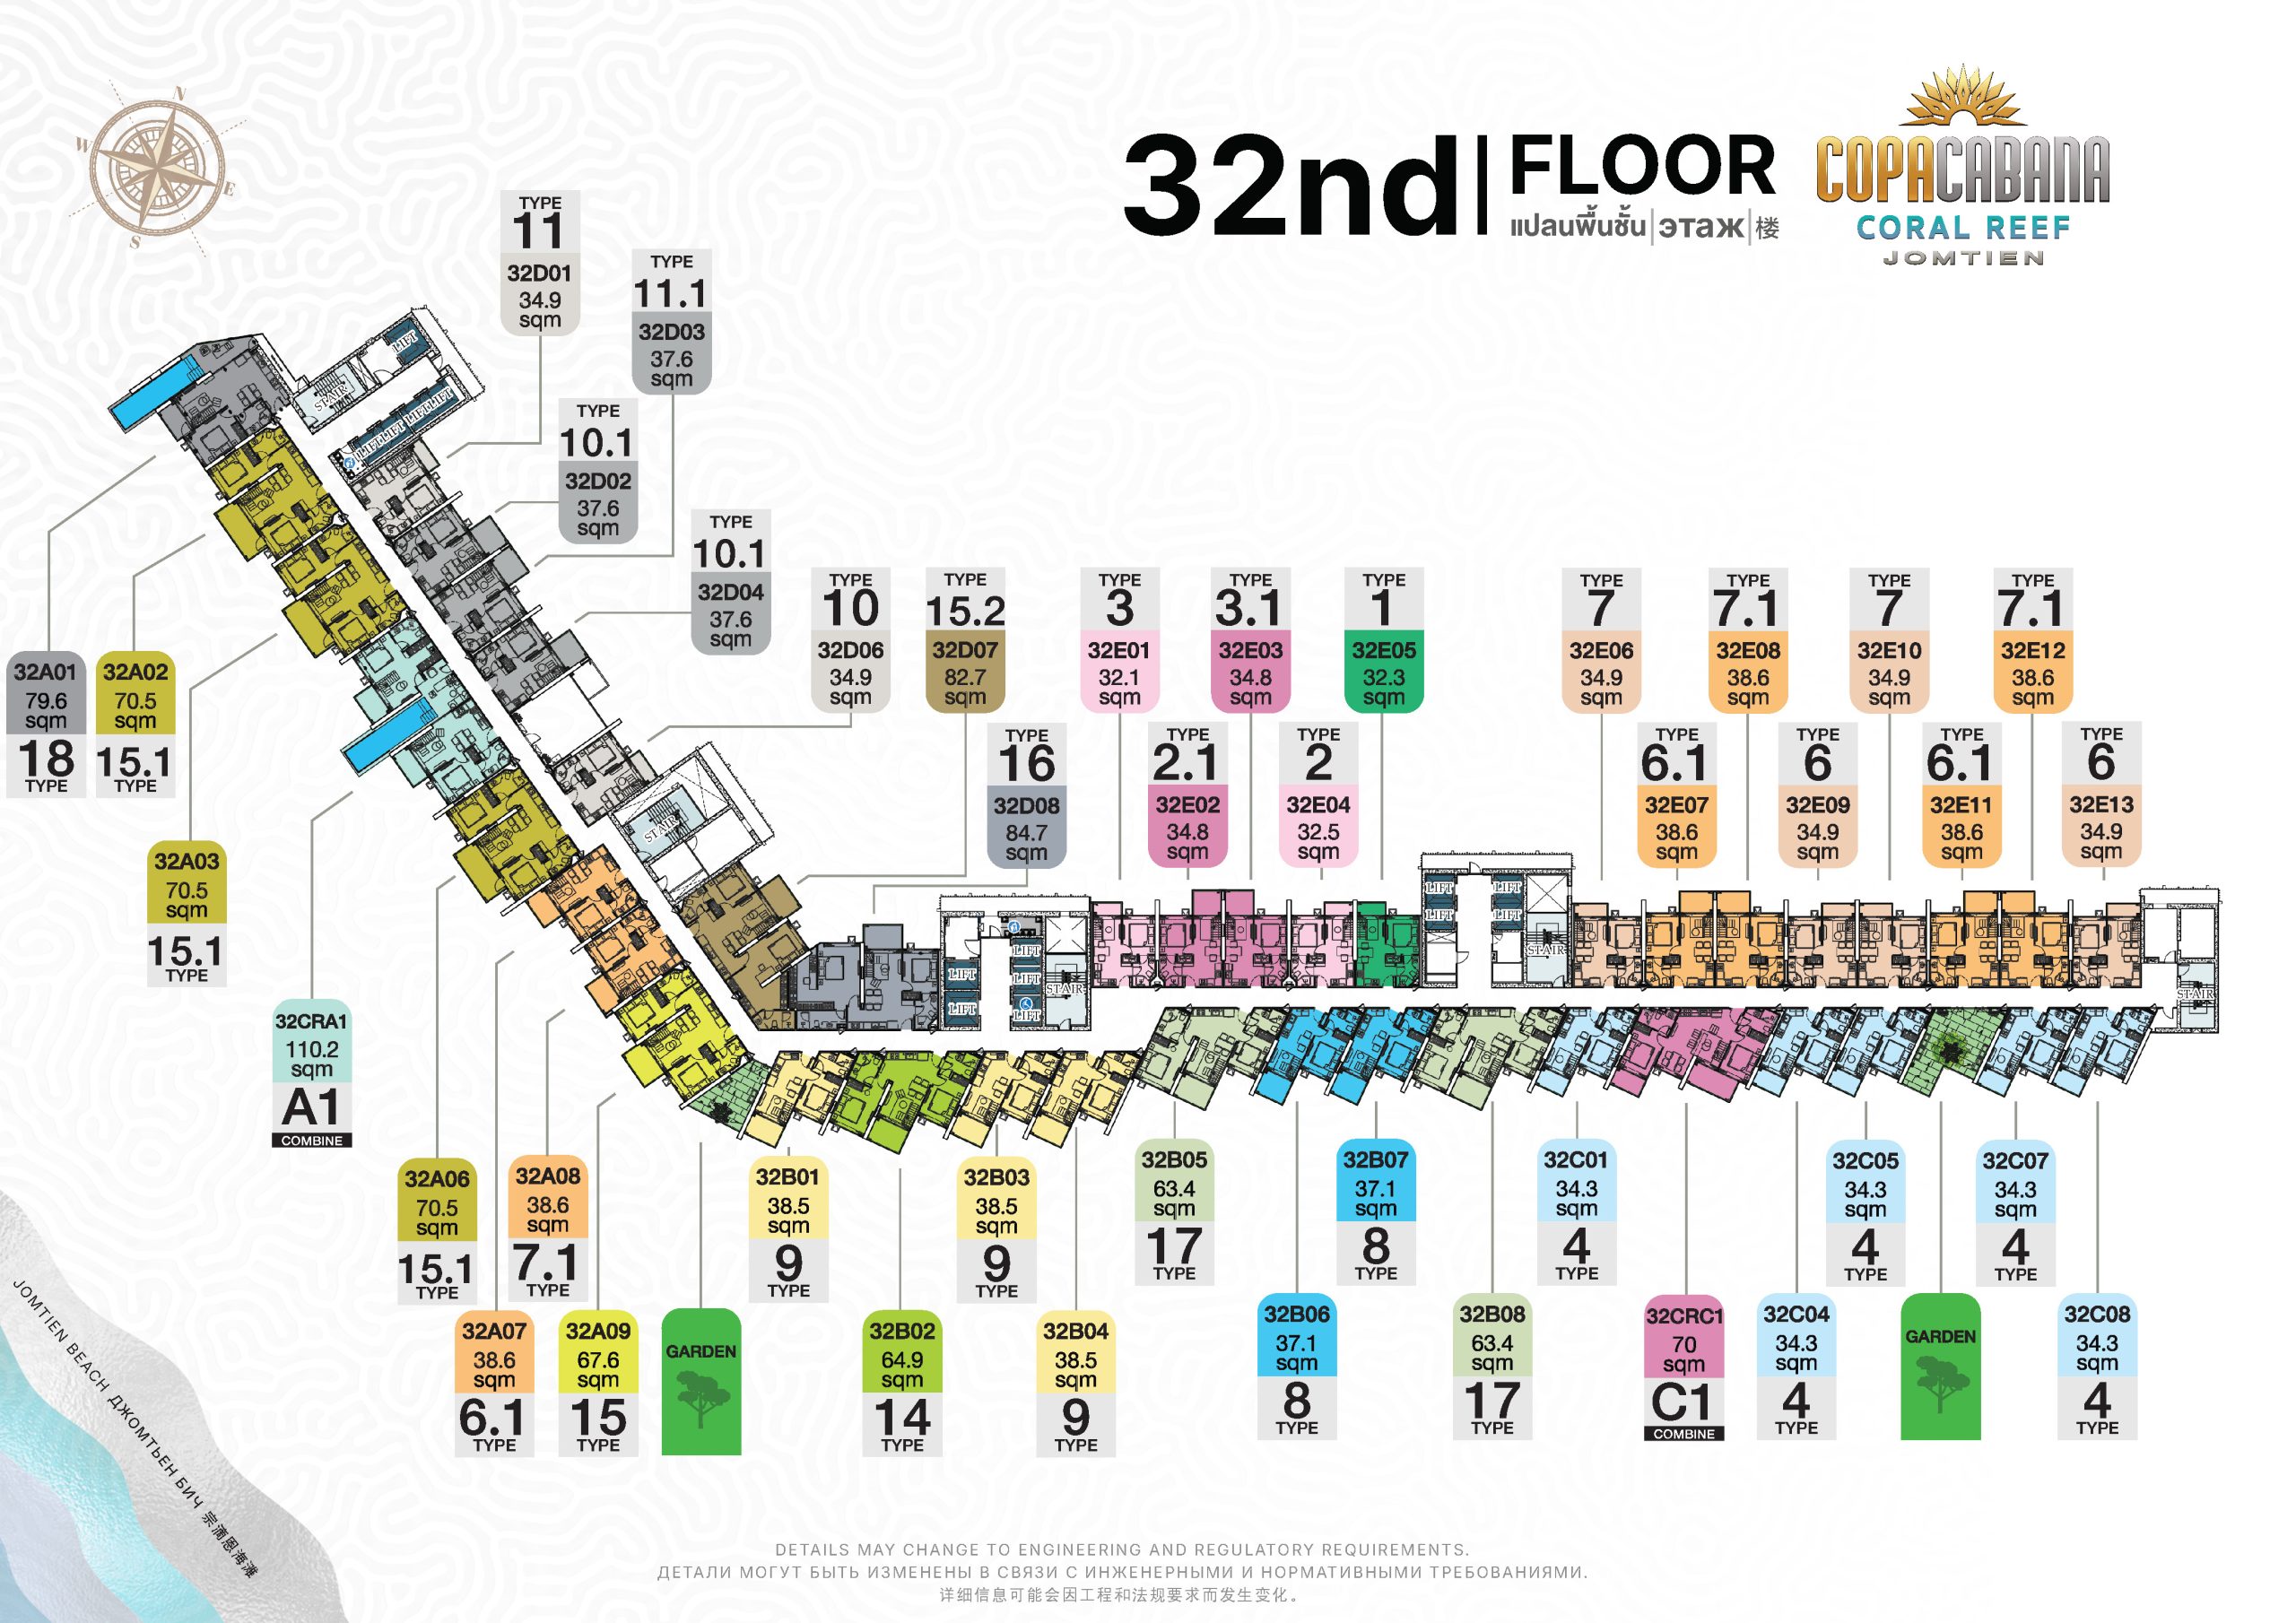 32nd
FLOOR
แปลนพื้นชั้น|этаж|楼
COPACABANA
CORAL REEF
JOMTIEN
N
W
E
S
TYPE
11
32D01
34.9
sqm
TYPE
11.1
32D03
37.6
sqm
TYPE
10.1
32D02
37.6
sqm
TYPE
10.1
32D04
37.6
sqm
TYPE
10
32D06
34.9
sqm
TYPE
15.2
32D07
82.7
sqm
TYPE
16
32D08
84.7
sqm
TYPE
3
32E01
32.1
sqm
TYPE
2.1
32E02
34.8
sqm
TYPE
3.1
32E03
34.8
sqm
TYPE
2
32E04
32.5
sqm
TYPE
1
32E05
32.3
sqm
TYPE
7
32E06
34.9
sqm
TYPE
6.1
32E07
38.6
sqm
TYPE
7.1
32E08
38.6
sqm
TYPE
6
32E09
34.9
sqm
TYPE
7
32E10
34.9
sqm
TYPE
6.1
32E11
38.6
sqm
TYPE
7.1
32E12
38.6
sqm
TYPE
6
32E13
34.9
sqm
LIFT
STAIR
LIFT LIFT LIFT LIFT
STAIR
LIFT
LIFT
LIFT
LIFT
LIFT
STAIR
LIFT
LIFT
LIFT
LIFT
STAIR
STAIR
32A01
79.6
sqm
18
TYPE
32A02
70.5
sqm
15.1
TYPE
32A03
70.5
sqm
15.1
TYPE
32CRA1
110.2
sqm
A1
COMBINE
32A06
70.5
sqm
15.1
TYPE
32A07
38.6
sqm
6.1
TYPE
32A08
38.6
sqm
7.1
TYPE
32A09
67.6
sqm
15
TYPE
GARDEN
32B01
38.5
sqm
9
TYPE
32B02
64.9
sqm
14
TYPE
32B03
38.5
sqm
9
TYPE
32B04
38.5
sqm
9
TYPE
32B05
63.4
sqm
17
TYPE
32B06
37.1
sqm
8
TYPE
32B07
37.1
sqm
8
TYPE
32B08
63.4
sqm
17
TYPE
32C01
34.3
sqm
4
TYPE
32CRC1
70
sqm
C1
COMBINE
32C04
34.3
sqm
4
TYPE
32C05
34.3
sqm
4
TYPE
GARDEN
32C07
34.3
sqm
4
TYPE
32C08
34.3
sqm
4
TYPE
JOMTIEN BEACH ДЖОМТЬЕН БИЧ 宗滴恩海滩
DETAILS MAY CHANGE TO ENGINEERING AND REGULATORY REQUIREMENTS.
ДЕТАЛИ МОГУТ БЫТЬ ИЗМЕНЕНЫ В СВЯЗИ С ИНЖЕНЕРНЫМИ И НОРМАТИВНЫМИ ТРЕБОВАНИЯМИ.
详细信息可能会因工程和法规要求而发生变化。